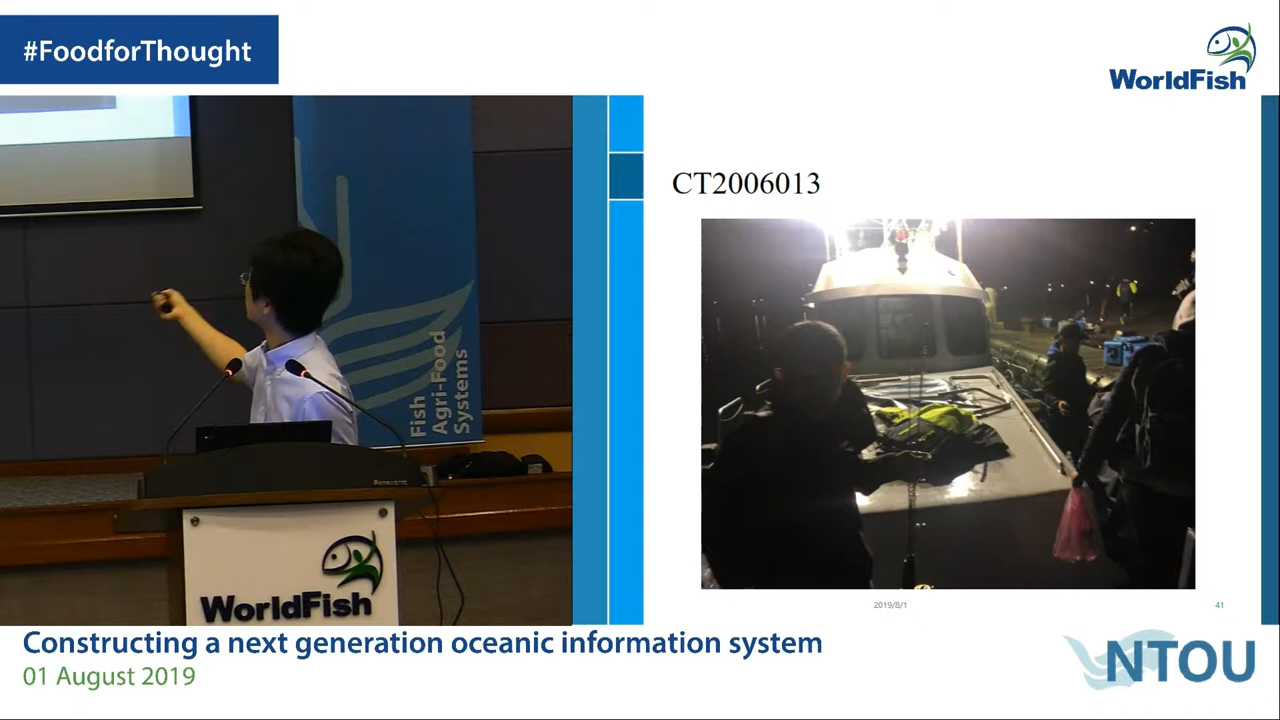 #FoodforThought
WorldFish
CT2006013
Fish
Agri-Food
Systems
Panasonic
WorldFish
2019/8/1
41
Constructing a next generation oceanic information system
01 August 2019
NTOU